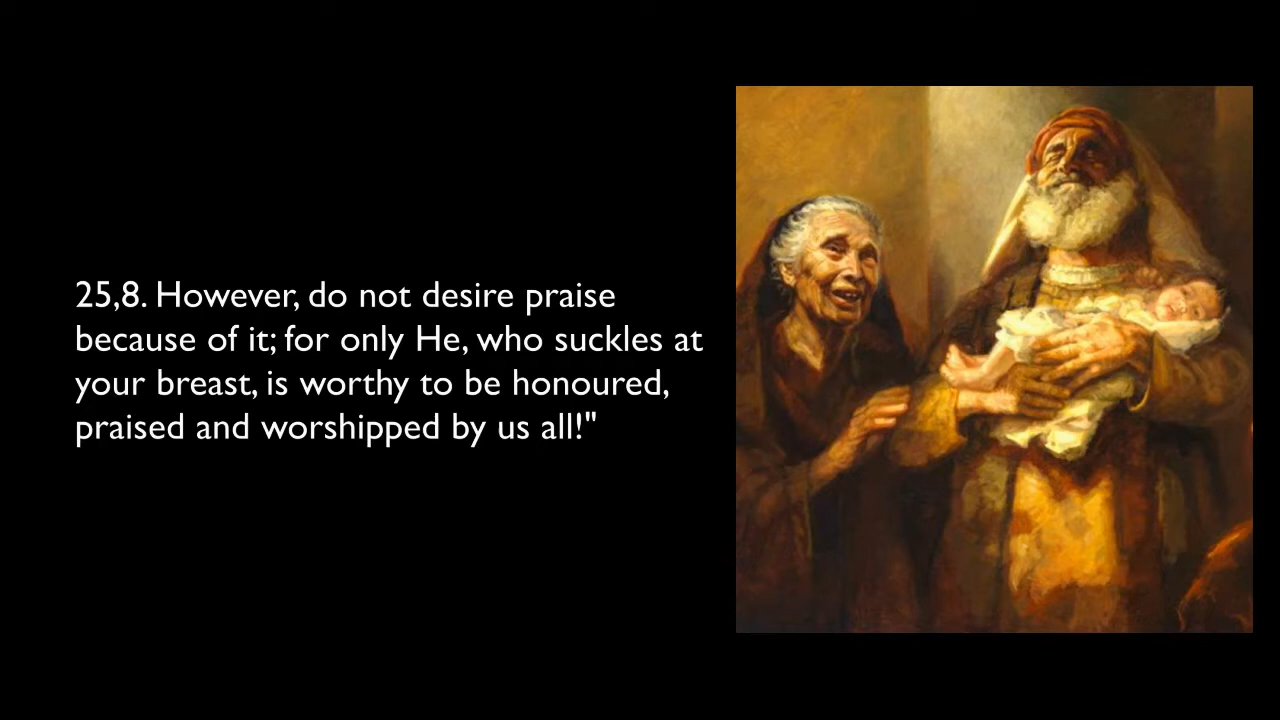 25,8. However, do not desire praise
because of it; for only He, who suckles at
your breast, is worthy to be honoured,
praised and worshipped by us all!"